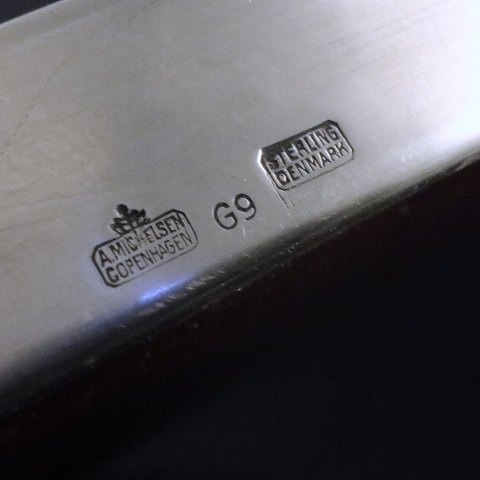 A.MICHELSEN
COPENHAGEN
G9
STERLING
DENMARK